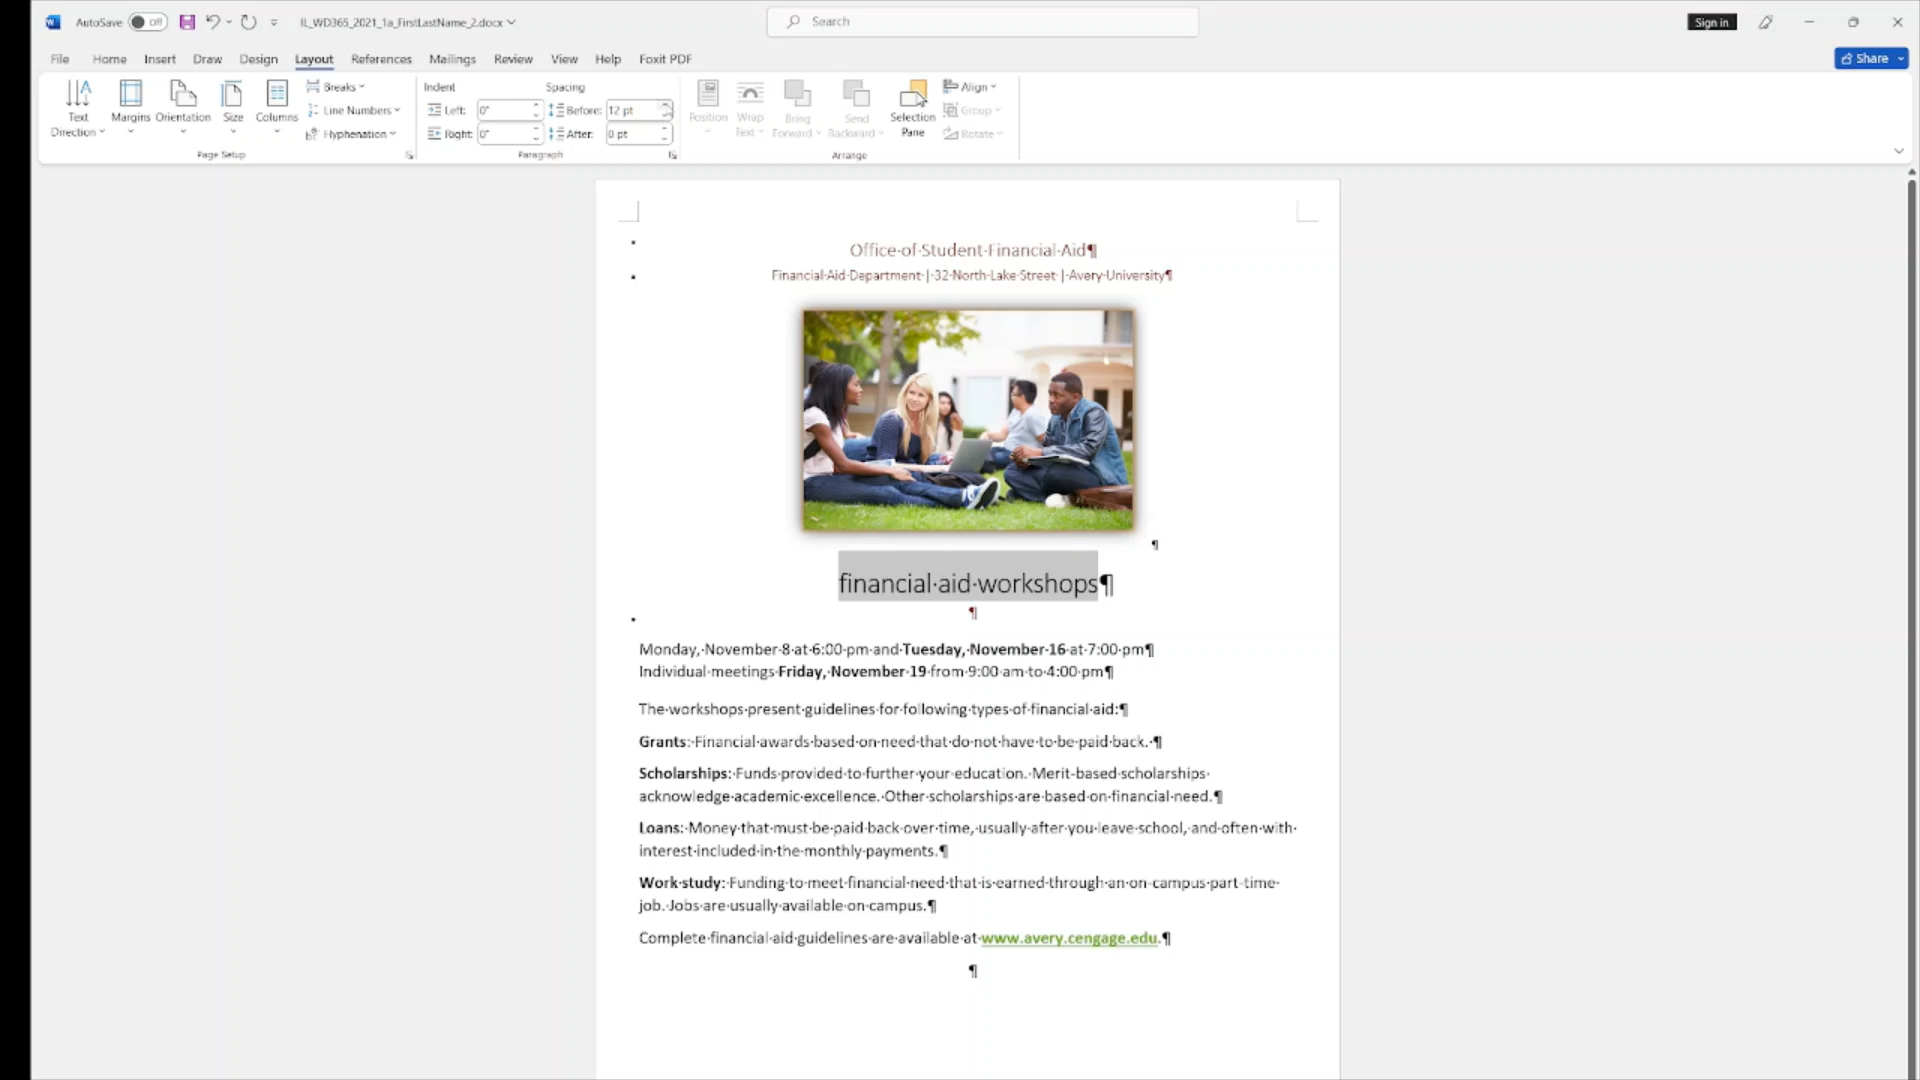 AutoSave Off IL_WD365_2021_1a_FirstLastName_2.docx Search Sign in
File Home Insert Draw Design Layout References Mailings Review View Help Foxit PDF Share
Text Direction Margins Orientation Size Columns Breaks Line Numbers Hyphenation
Page Setup
Indent Spacing
Left: 0" Before: 12 pt
Right: 0" After: 0 pt
Paragraph
Position Wrap Text Bring Forward Send Backward Selection Pane Align Group Rotate
Arrange
Office·of·Student·Financial·Aid¶
Financial·Aid·Department·|·32·North·Lake·Street·|·Avery·University¶
¶
financial·aid·workshops¶
¶
Monday,·November·8·at·6:00·pm·and·Tuesday,·November·16·at·7:00·pm¶
Individual·meetings·Friday,·November·19·from·9:00·am·to·4:00·pm¶
The·workshops·present·guidelines·for·following·types·of·financial·aid:¶
Grants:·Financial·awards·based·on·need·that·do·not·have·to·be·paid·back.·¶
Scholarships:·Funds·provided·to·further·your·education.·Merit-based·scholarships·
acknowledge·academic·excellence.·Other·scholarships·are·based·on·financial·need.¶
Loans:·Money·that·must·be·paid·back·over·time,·usually·after·you·leave·school,·and·often·with·
interest·included·in·the·monthly·payments.¶
Work·study:·Funding·to·meet·financial·need·that·is·earned·through·an·on-campus·part-time·
job.·Jobs·are·usually·available·on·campus.¶
Complete·financial·aid·guidelines·are·available·at·www.avery.cengage.edu.¶
¶